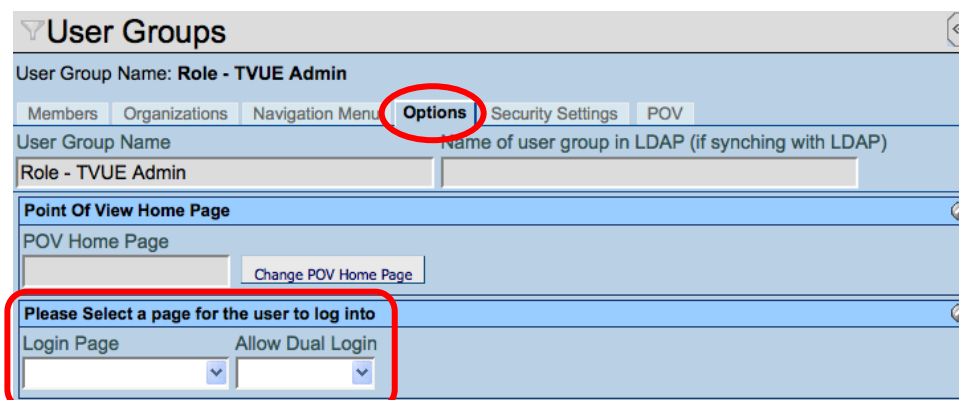 User Groups
User Group Name: Role - TVUE Admin
Members Organizations Navigation Menu Options Security Settings POV
User Group Name Name of user group in LDAP (if synching with LDAP)
Role - TVUE Admin
Point Of View Home Page
POV Home Page
Change POV Home Page
Please Select a page for the user to log into
Login Page Allow Dual Login